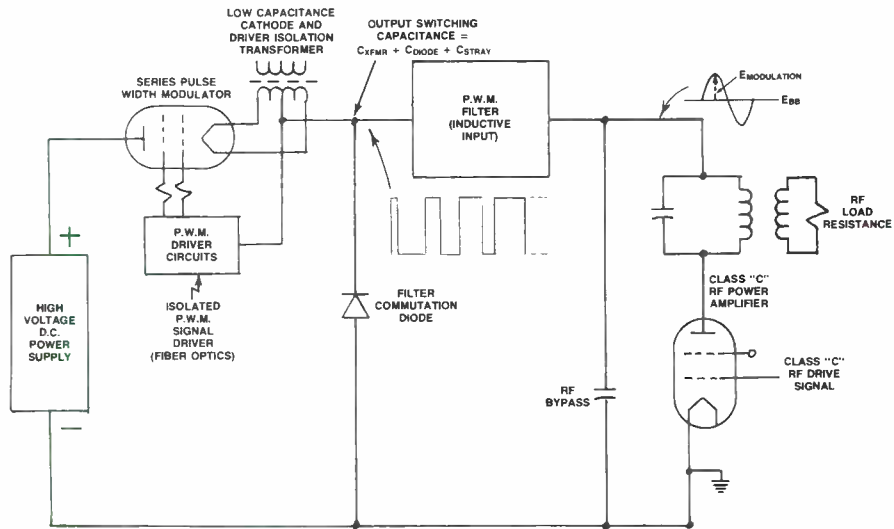 LOW CAPACITANCE
CATHODE AND
DRIVER ISOLATION
TRANSFORMER
OUTPUT SWITCHING
CAPACITANCE =
CXFMR + CDIODE + CSTRAY
SERIES PULSE
WIDTH MODULATOR
P.W.M.
FILTER
(INDUCTIVE
INPUT)
EMODULATION
EBB
P.W.M.
DRIVER
CIRCUITS
RF
LOAD
RESISTANCE
+
HIGH
VOLTAGE
D.C.
POWER
SUPPLY
−
ISOLATED
P.W.M.
SIGNAL
DRIVER
(FIBER OPTICS)
FILTER
COMMUTATION
DIODE
CLASS "C"
RF POWER
AMPLIFIER
RF
BYPASS
CLASS "C"
RF DRIVE
SIGNAL